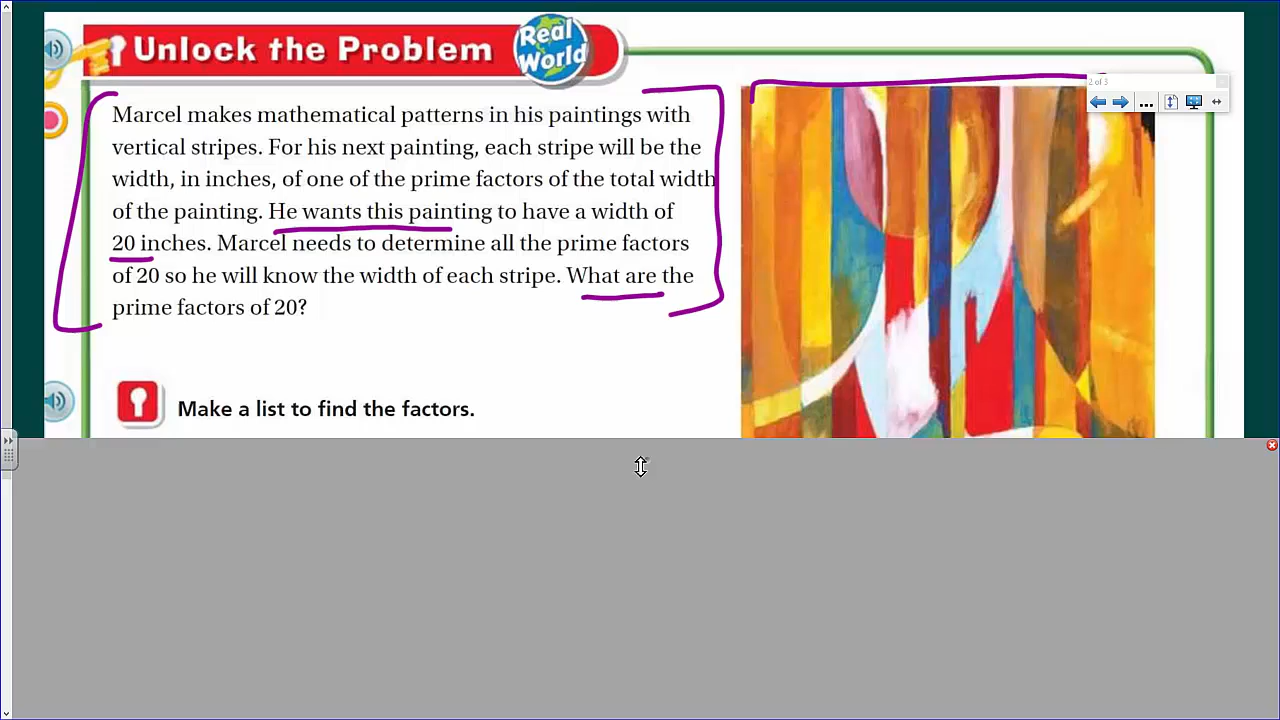 Unlock the Problem
Real
World
2 of 3
Marcel makes mathematical patterns in his paintings with
vertical stripes. For his next painting, each stripe will be the
width, in inches, of one of the prime factors of the total width
of the painting. He wants this painting to have a width of
20 inches. Marcel needs to determine all the prime factors
of 20 so he will know the width of each stripe. What are the
prime factors of 20?
Make a list to find the factors.